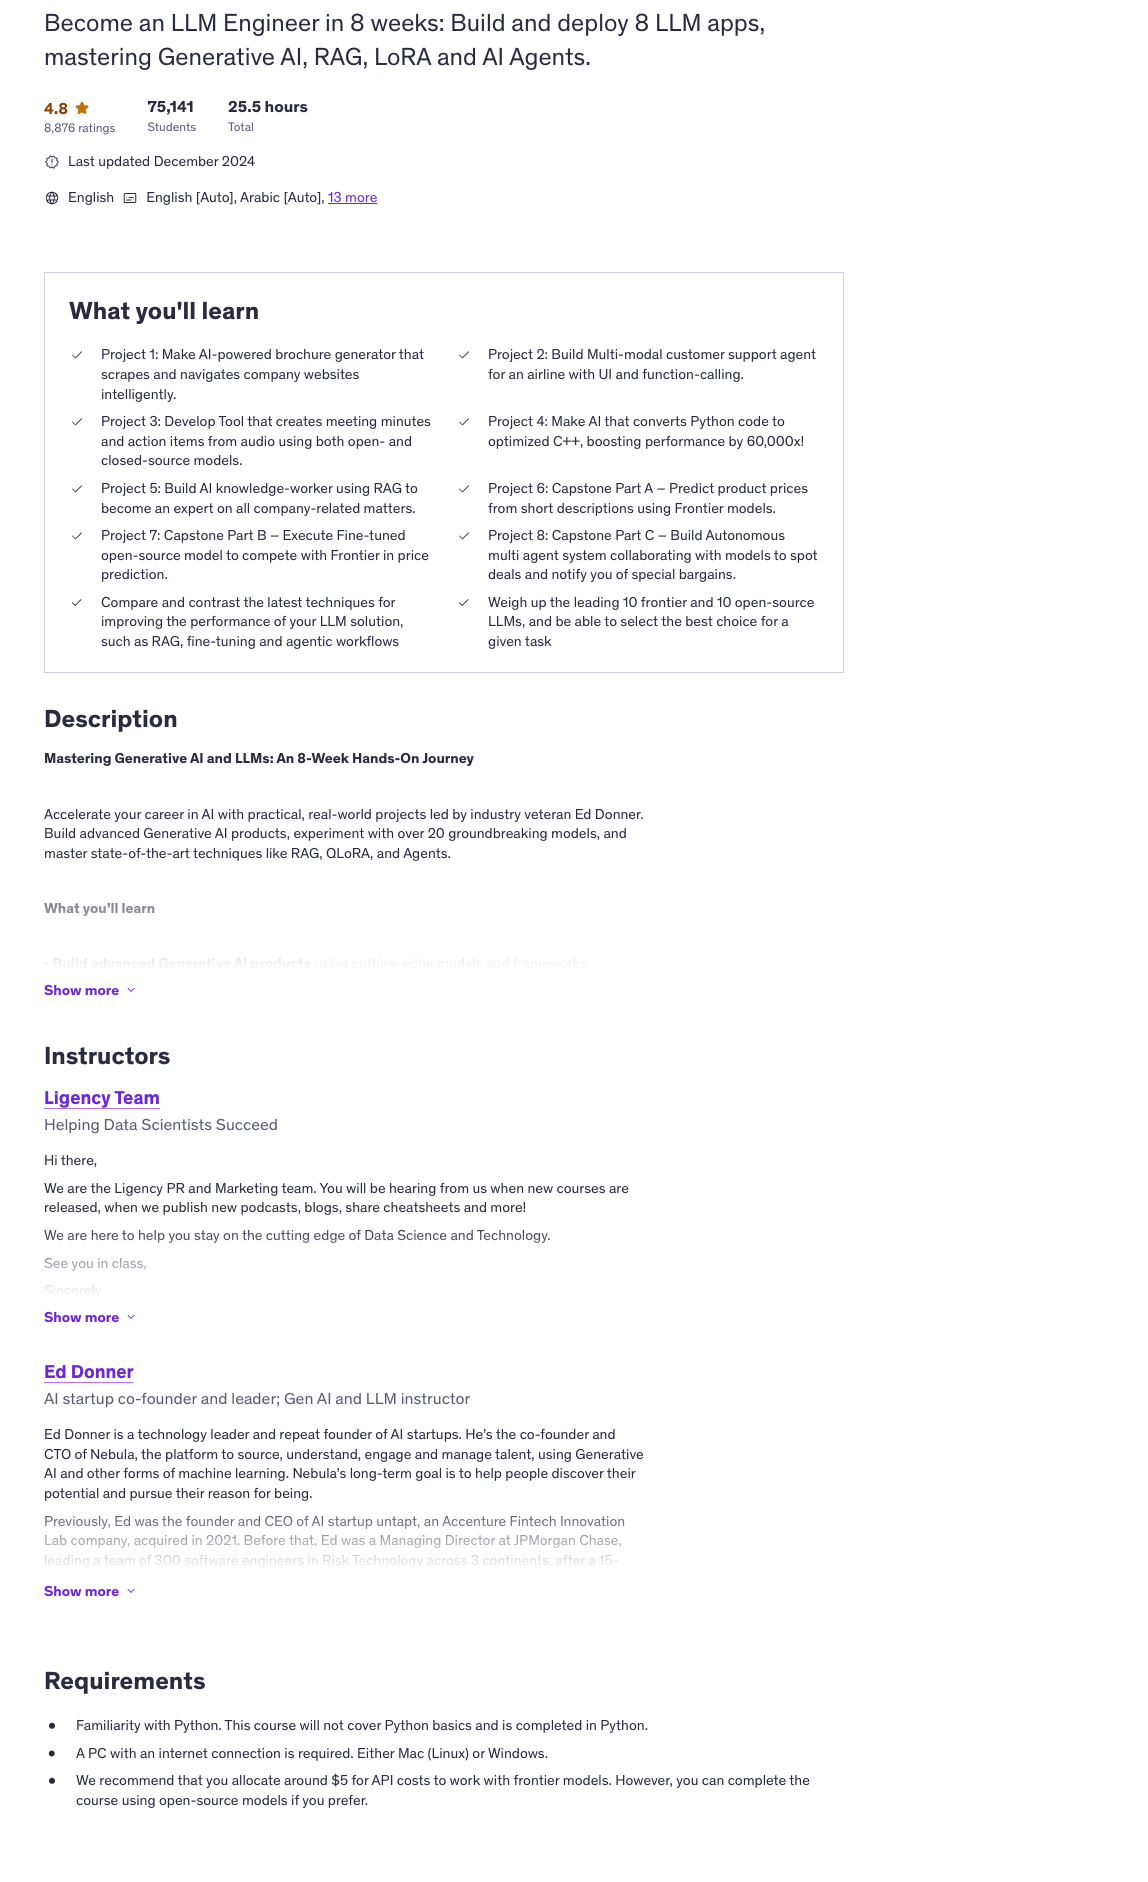 Become an LLM Engineer in 8 weeks: Build and deploy 8 LLM apps,
mastering Generative AI, RAG, LoRA and AI Agents.
4.8
8,876 ratings
75,141
Students
25.5 hours
Total
Last updated December 2024
English
English [Auto], Arabic [Auto], 13 more
What you'll learn
Project 1: Make AI-powered brochure generator that
scrapes and navigates company websites
intelligently.
Project 2: Build Multi-modal customer support agent
for an airline with UI and function-calling.
Project 3: Develop Tool that creates meeting minutes
and action items from audio using both open- and
closed-source models.
Project 4: Make AI that converts Python code to
optimized C++, boosting performance by 60,000x!
Project 5: Build AI knowledge-worker using RAG to
become an expert on all company-related matters.
Project 6: Capstone Part A – Predict product prices
from short descriptions using Frontier models.
Project 7: Capstone Part B – Execute Fine-tuned
open-source model to compete with Frontier in price
prediction.
Project 8: Capstone Part C – Build Autonomous
multi agent system collaborating with models to spot
deals and notify you of special bargains.
Compare and contrast the latest techniques for
improving the performance of your LLM solution,
such as RAG, fine-tuning and agentic workflows
Weigh up the leading 10 frontier and 10 open-source
LLMs, and be able to select the best choice for a
given task
Description
Mastering Generative AI and LLMs: An 8-Week Hands-On Journey
Accelerate your career in AI with practical, real-world projects led by industry veteran Ed Donner.
Build advanced Generative AI products, experiment with over 20 groundbreaking models, and
master state-of-the-art techniques like RAG, QLoRA, and Agents.
What you'll learn
· Build advanced Generative AI products using cutting-edge models and frameworks.
Show more
Instructors
Ligency Team
Helping Data Scientists Succeed
Hi there,
We are the Ligency PR and Marketing team. You will be hearing from us when new courses are
released, when we publish new podcasts, blogs, share cheatsheets and more!
We are here to help you stay on the cutting edge of Data Science and Technology.
See you in class,
Sincerely,
Show more
Ed Donner
AI startup co-founder and leader; Gen AI and LLM instructor
Ed Donner is a technology leader and repeat founder of AI startups. He's the co-founder and
CTO of Nebula, the platform to source, understand, engage and manage talent, using Generative
AI and other forms of machine learning. Nebula's long-term goal is to help people discover their
potential and pursue their reason for being.
Previously, Ed was the founder and CEO of AI startup untapt, an Accenture Fintech Innovation
Lab company, acquired in 2021. Before that, Ed was a Managing Director at JPMorgan Chase,
leading a team of 300 software engineers in Risk Technology across 3 continents, after a 15-
Show more
Requirements
Familiarity with Python. This course will not cover Python basics and is completed in Python.
A PC with an internet connection is required. Either Mac (Linux) or Windows.
We recommend that you allocate around $5 for API costs to work with frontier models. However, you can complete the
course using open-source models if you prefer.